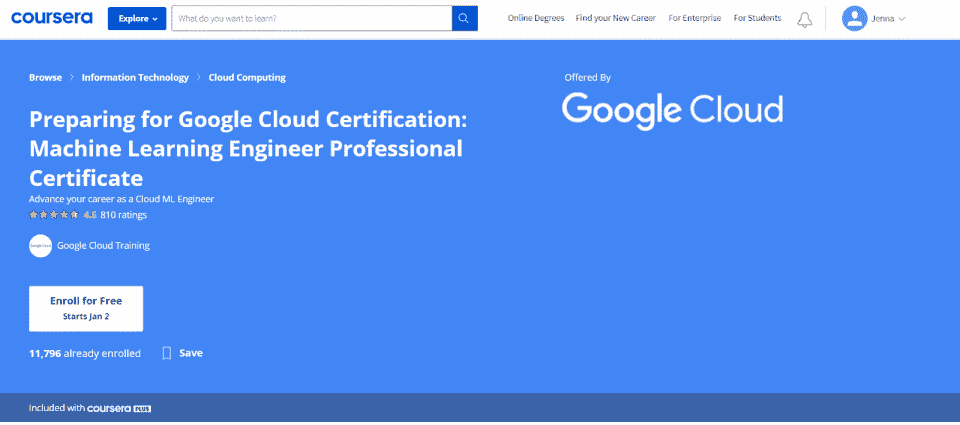 coursera
Explore
What do you want to learn?
Online Degrees
Find your New Career
For Enterprise
For Students
Jenna
Browse > Information Technology > Cloud Computing
Preparing for Google Cloud Certification:
Machine Learning Engineer Professional
Certificate
Advance your career as a Cloud ML Engineer
4.6 810 ratings
Google Cloud Training
Enroll for Free
Starts Jan 2
11,796 already enrolled
Save
Offered By
Google Cloud
Included with coursera PLUS